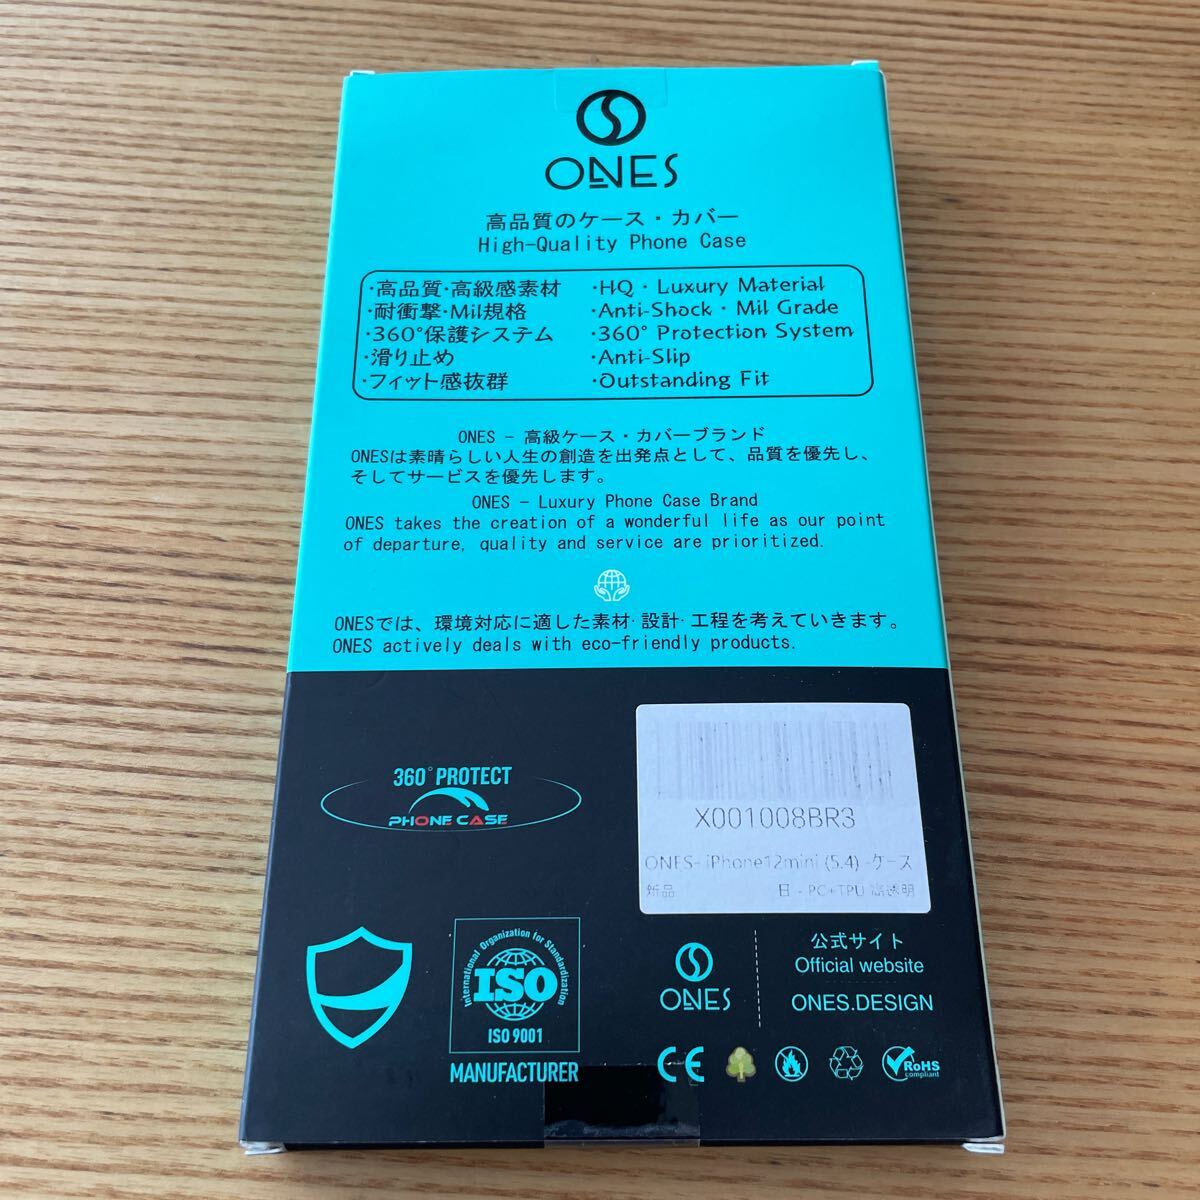 ONES
高品質のケース・カバー
High-Quality Phone Case
・高品質・高級感素材
・耐衝撃・Mil規格
・360°保護システム
・滑り止め
・フィット感抜群
・HQ・Luxury Material
・Anti-Shock・Mil Grade
・360° Protection System
・Anti-Slip
・Outstanding Fit
ONES - 高級ケース・カバーブランド
ONESは素晴らしい人生の創造を出発点として、品質を優先し、
そしてサービスを優先します。
ONES - Luxury Phone Case Brand
ONES takes the creation of a wonderful life as our point
of departure, quality and service are prioritized.
ONESでは、環境対応に適した素材・設計・工程を考えていきます。
ONES actively deals with eco-friendly products.
360°PROTECT
PHONE CASE
X001008BR3
ONES- iPhone12mini (5.4) -ケース
新品 日 - PC+TPU 高透明
International Organization for Standardization
ISO
ISO 9001
MANUFACTURER
ONES
公式サイト
Official website
ONES.DESIGN
CE
RoHS
compliant